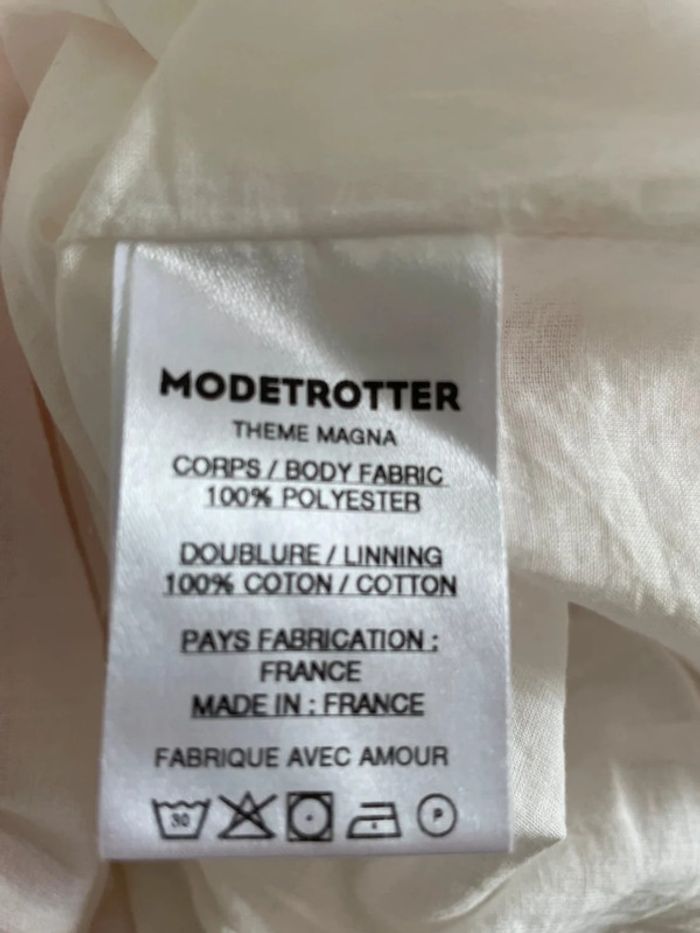 MODETROTTER
THEME MAGNA
CORPS / BODY FABRIC
100% POLYESTER
DOUBLURE / LINNING
100% COTON / COTTON
PAYS FABRICATION :
FRANCE
MADE IN : FRANCE
FABRIQUE AVEC AMOUR
30 P